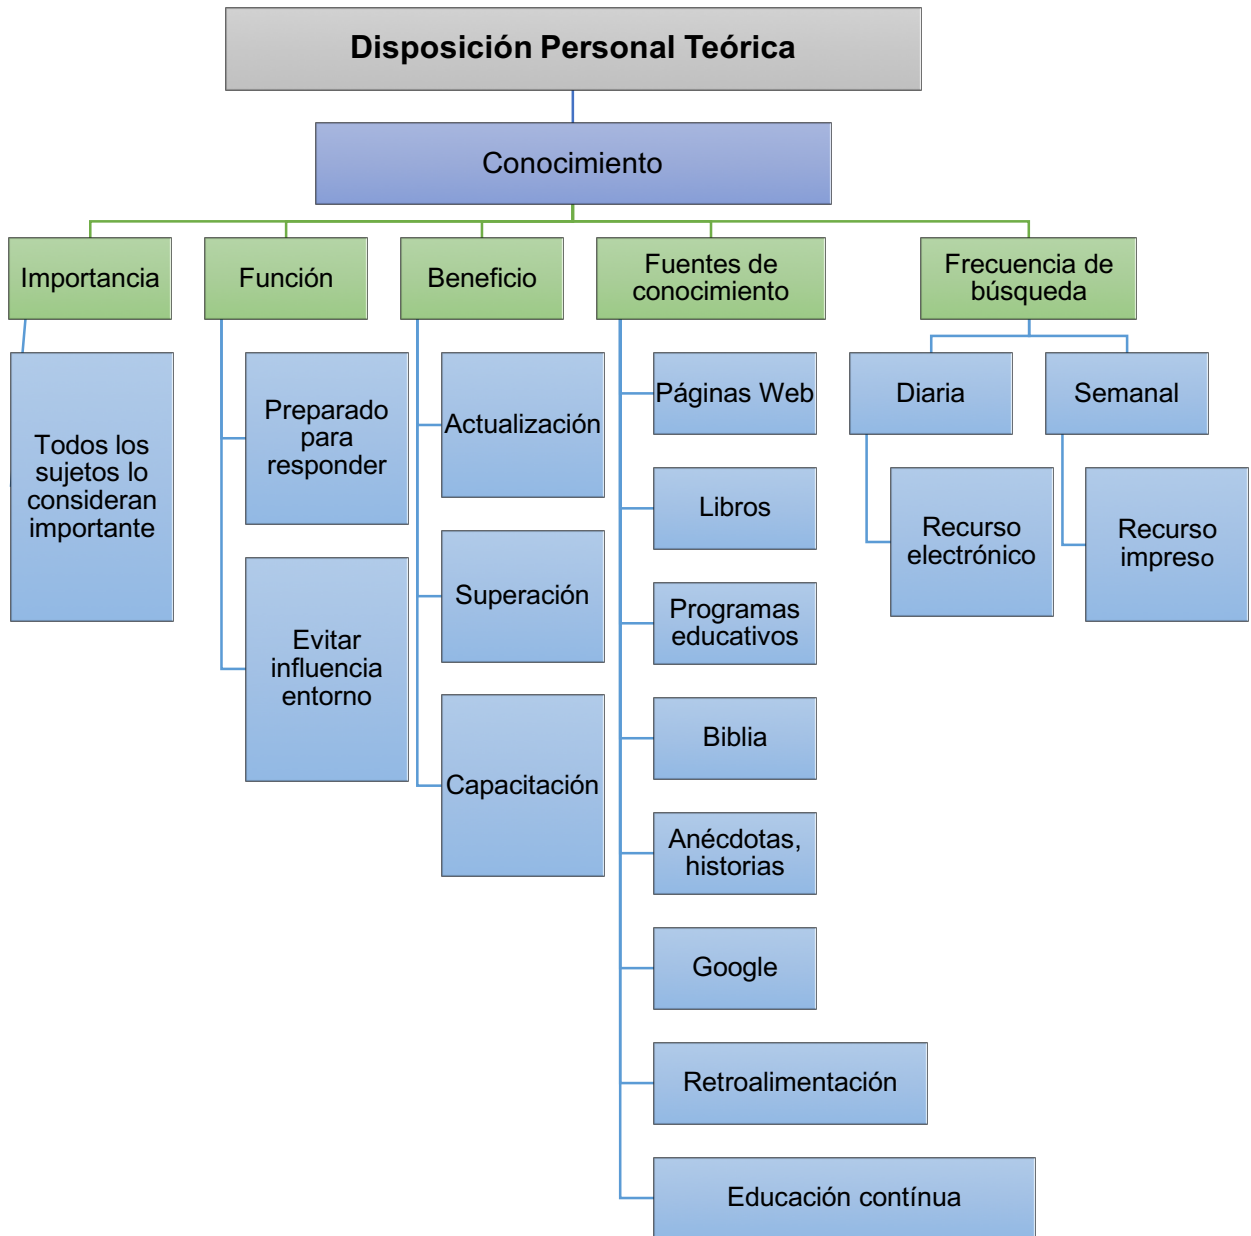 Disposición Personal Teórica
Conocimiento
Importancia
Función
Beneficio
Fuentes de
conocimiento
Frecuencia de
búsqueda
Todos los
sujetos lo
consideran
importante
Preparado
para
responder
Evitar
influencia
entorno
Actualización
Superación
Capacitación
Páginas Web
Libros
Programas
educativos
Biblia
Anécdotas,
historias
Google
Retroalimentación
Educación contínua
Diaria
Recurso
electrónico
Semanal
Recurso
impreso